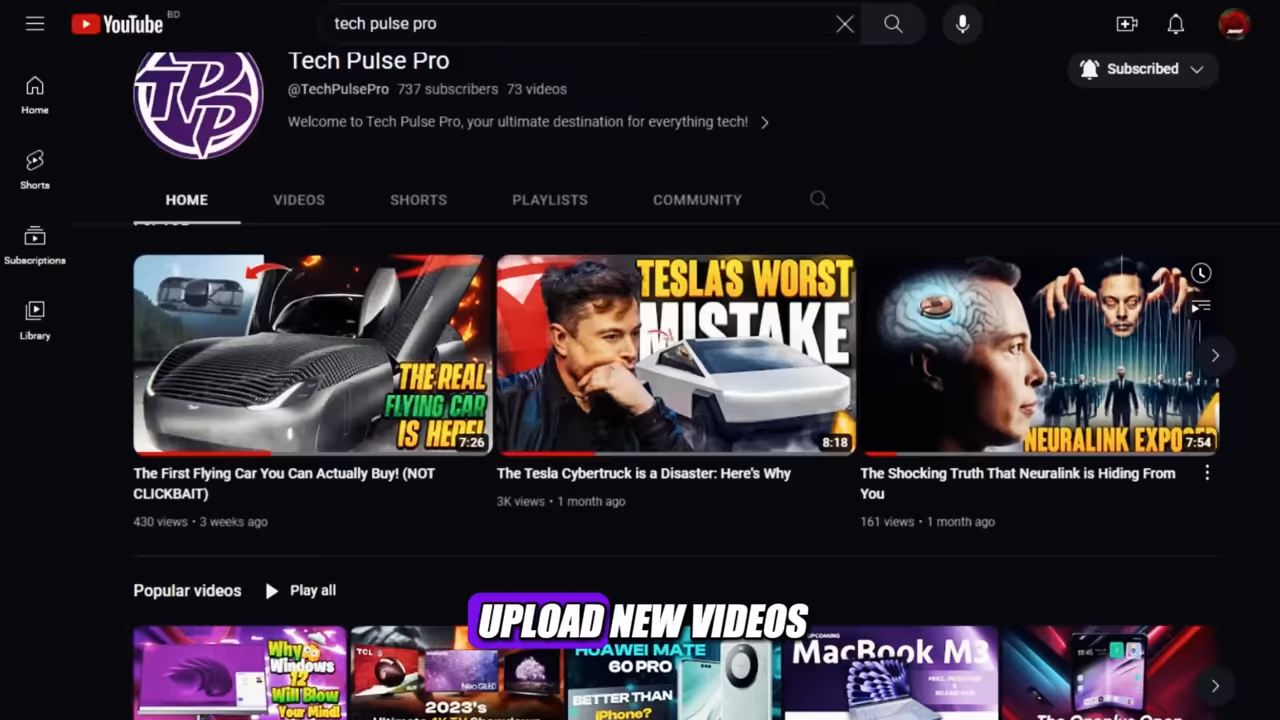 YouTube BD
tech pulse pro
TPP
Tech Pulse Pro
@TechPulsePro 737 subscribers 73 videos
Subscribed
Welcome to Tech Pulse Pro, your ultimate destination for everything tech!
Home
Shorts
Subscriptions
Library
HOME
VIDEOS
SHORTS
PLAYLISTS
COMMUNITY
THE REAL
FLYING CAR
IS HERE!
7:26
TESLA'S WORST
MISTAKE
8:18
NEURALINK EXPOSED
7:54
The First Flying Car You Can Actually Buy! (NOT
CLICKBAIT)
430 views • 3 weeks ago
The Tesla Cybertruck is a Disaster: Here's Why
3K views • 1 month ago
The Shocking Truth That Neuralink is Hiding From
You
161 views • 1 month ago
Popular videos
Play all
UPLOAD NEW VIDEOS
Why
Windows
12
Will Blow
Your Mind!
TCL
Neo QLED
2023's
HUAWEI MATE
60 PRO
BETTER THAN
iPhone?
UPCOMING
MacBook M3